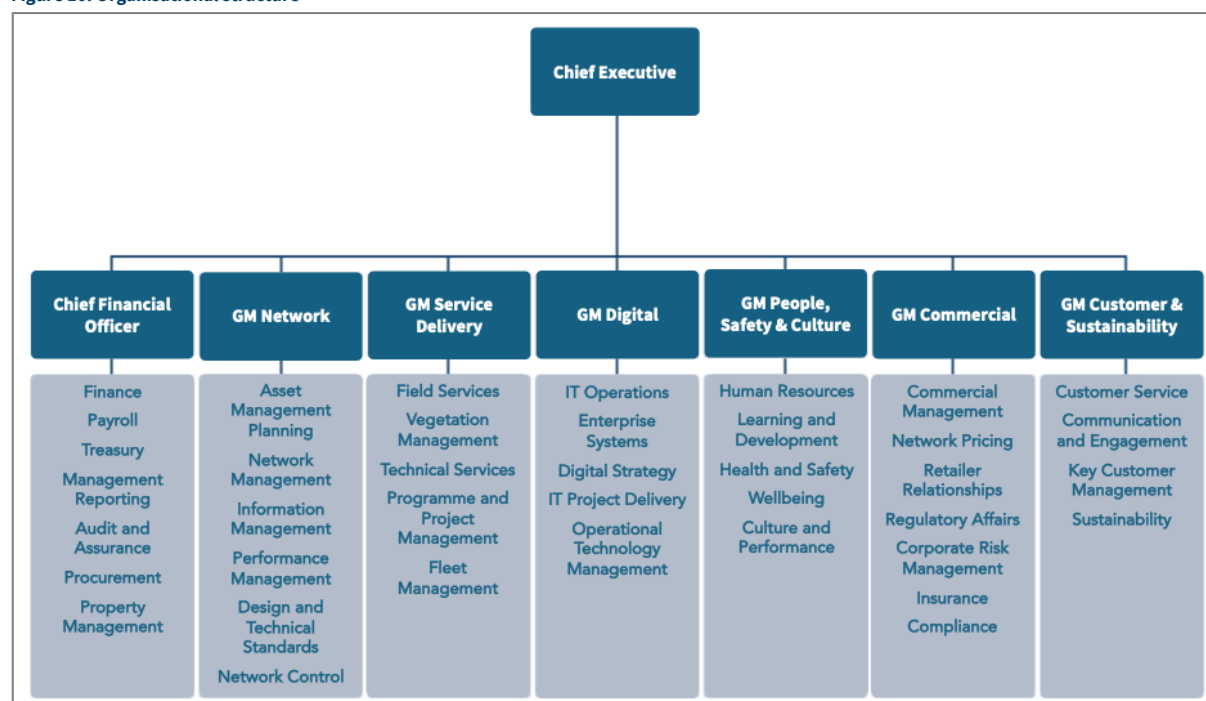 Chief Executive
Chief Financial
Officer
GM Network
GM Service
Delivery
GM Digital
GM People,
Safety & Culture
GM Commercial
GM Customer &
Sustainability
Finance
Payroll
Treasury
Management
Reporting
Audit and
Assurance
Procurement
Property
Management
Asset
Management
Planning
Network
Management
Information
Management
Performance
Management
Design and
Technical
Standards
Network Control
Field Services
Vegetation
Management
Technical Services
Programme and
Project
Management
Fleet
Management
IT Operations
Enterprise
Systems
Digital Strategy
IT Project Delivery
Operational
Technology
Management
Human Resources
Learning and
Development
Health and Safety
Wellbeing
Culture and
Performance
Commercial
Management
Network Pricing
Retailer
Relationships
Regulatory Affairs
Corporate Risk
Management
Insurance
Compliance
Customer Service
Communication
and Engagement
Key Customer
Management
Sustainability